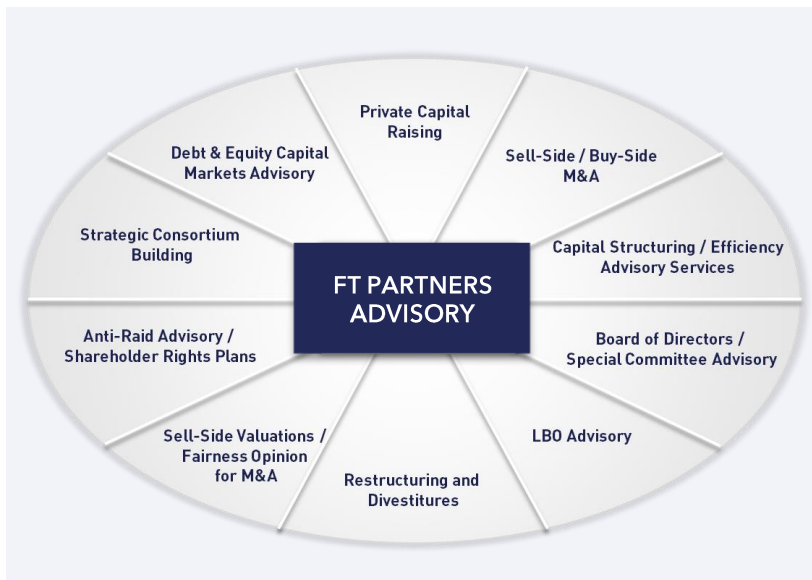 Private Capital
Raising
Sell-Side / Buy-Side
M&A
Capital Structuring / Efficiency
Advisory Services
Board of Directors /
Special Committee Advisory
LBO Advisory
Restructuring and
Divestitures
Sell-Side Valuations /
Fairness Opinion
for M&A
Anti-Raid Advisory /
Shareholder Rights Plans
Strategic Consortium
Building
Debt & Equity Capital
Markets Advisory
FT PARTNERS
ADVISORY